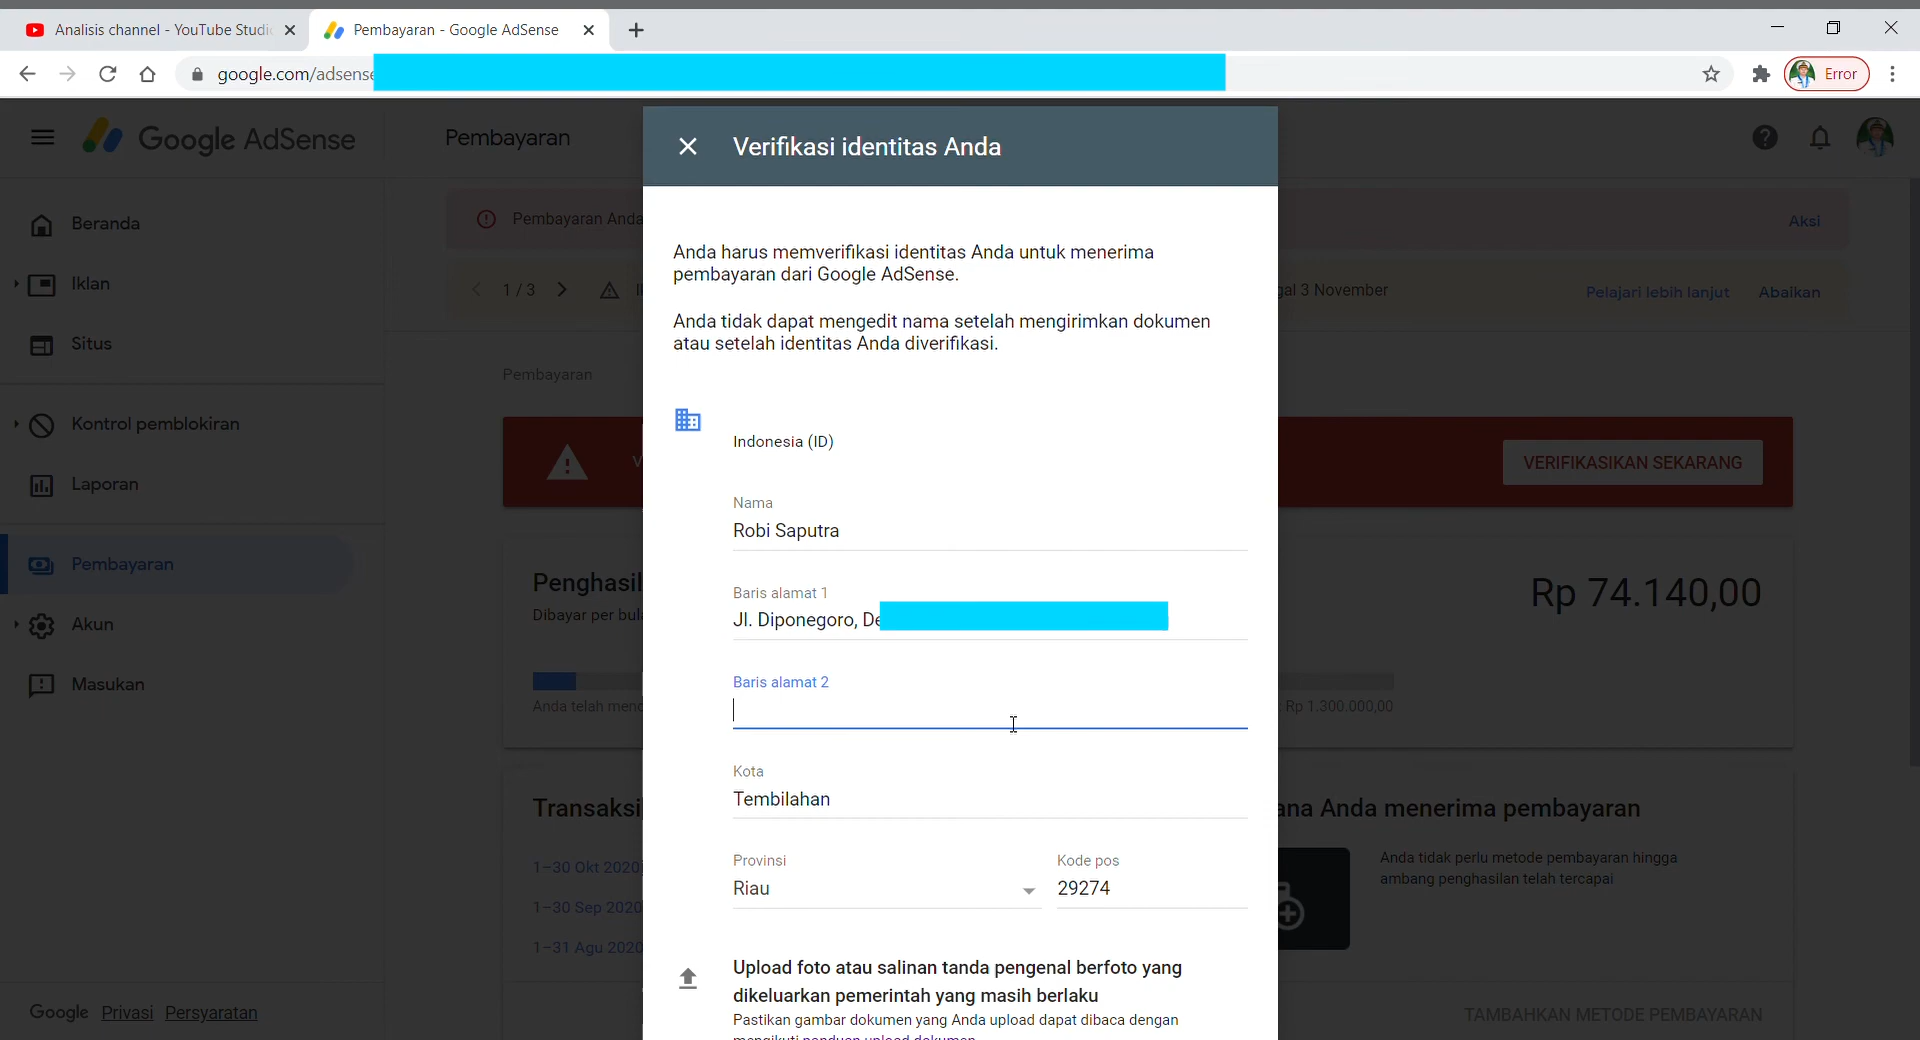 Analisis channel - YouTube Studi
Pembayaran - Google AdSense
google.com/adsense
Error
Google AdSense
Pembayaran
Verifikasi identitas Anda
Beranda
Iklan
Situs
Kontrol pemblokiran
Laporan
Pembayaran
Akun
Masukan
Google Privasi Persyaratan
Pembayaran Anda
Aksi
1 / 3
gal 3 November
Pelajari lebih lanjut
Abaikan
Pembayaran
VERIFIKASIKAN SEKARANG
Penghasil
Dibayar per bul
Rp 74.140,00
Anda telah menc
: Rp 1.300.000,00
Transaksi
1–30 Okt 2020
1–30 Sep 2020
1–31 Agu 2020
ana Anda menerima pembayaran
Anda tidak perlu metode pembayaran hingga
ambang penghasilan telah tercapai
TAMBAHKAN METODE PEMBAYARAN
Anda harus memverifikasi identitas Anda untuk menerima
pembayaran dari Google AdSense.
Anda tidak dapat mengedit nama setelah mengirimkan dokumen
atau setelah identitas Anda diverifikasi.
Indonesia (ID)
Nama
Robi Saputra
Baris alamat 1
Jl. Diponegoro, De
Baris alamat 2
Kota
Tembilahan
Provinsi
Riau
Kode pos
29274
Upload foto atau salinan tanda pengenal berfoto yang
dikeluarkan pemerintah yang masih berlaku
Pastikan gambar dokumen yang Anda upload dapat dibaca dengan
mengikuti panduan upload dokumen